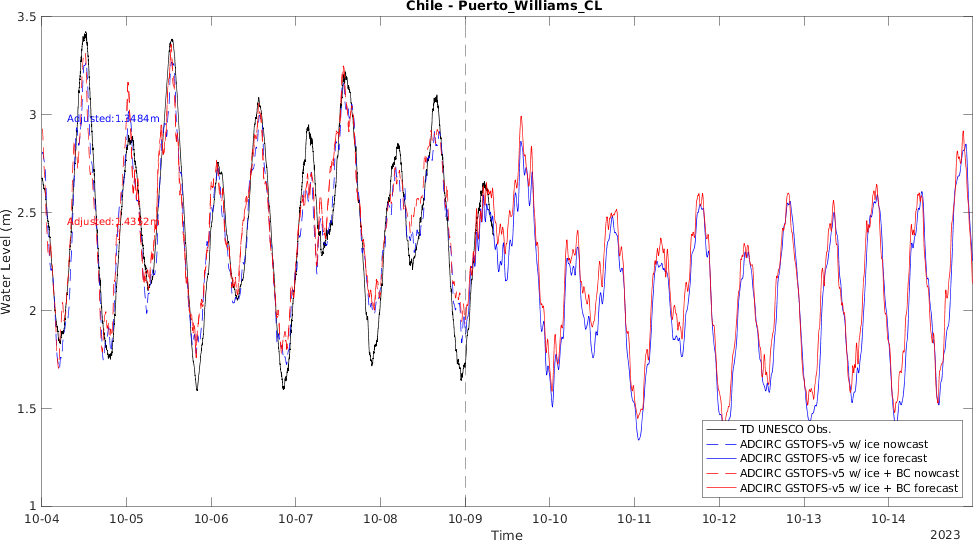 Chile - Puerto_Williams_CL
3.5
3
2.5
2
1.5
1
Water Level (m)
Adjusted:1.3484m
Adjusted:1.4352m
TD UNESCO Obs.
ADCIRC GSTOFS-v5 w/ ice nowcast
ADCIRC GSTOFS-v5 w/ ice forecast
ADCIRC GSTOFS-v5 w/ ice + BC nowcast
ADCIRC GSTOFS-v5 w/ ice + BC forecast
10-04 10-05 10-06 10-07 10-08 10-09 10-10 10-11 10-12 10-13 10-14
Time
2023